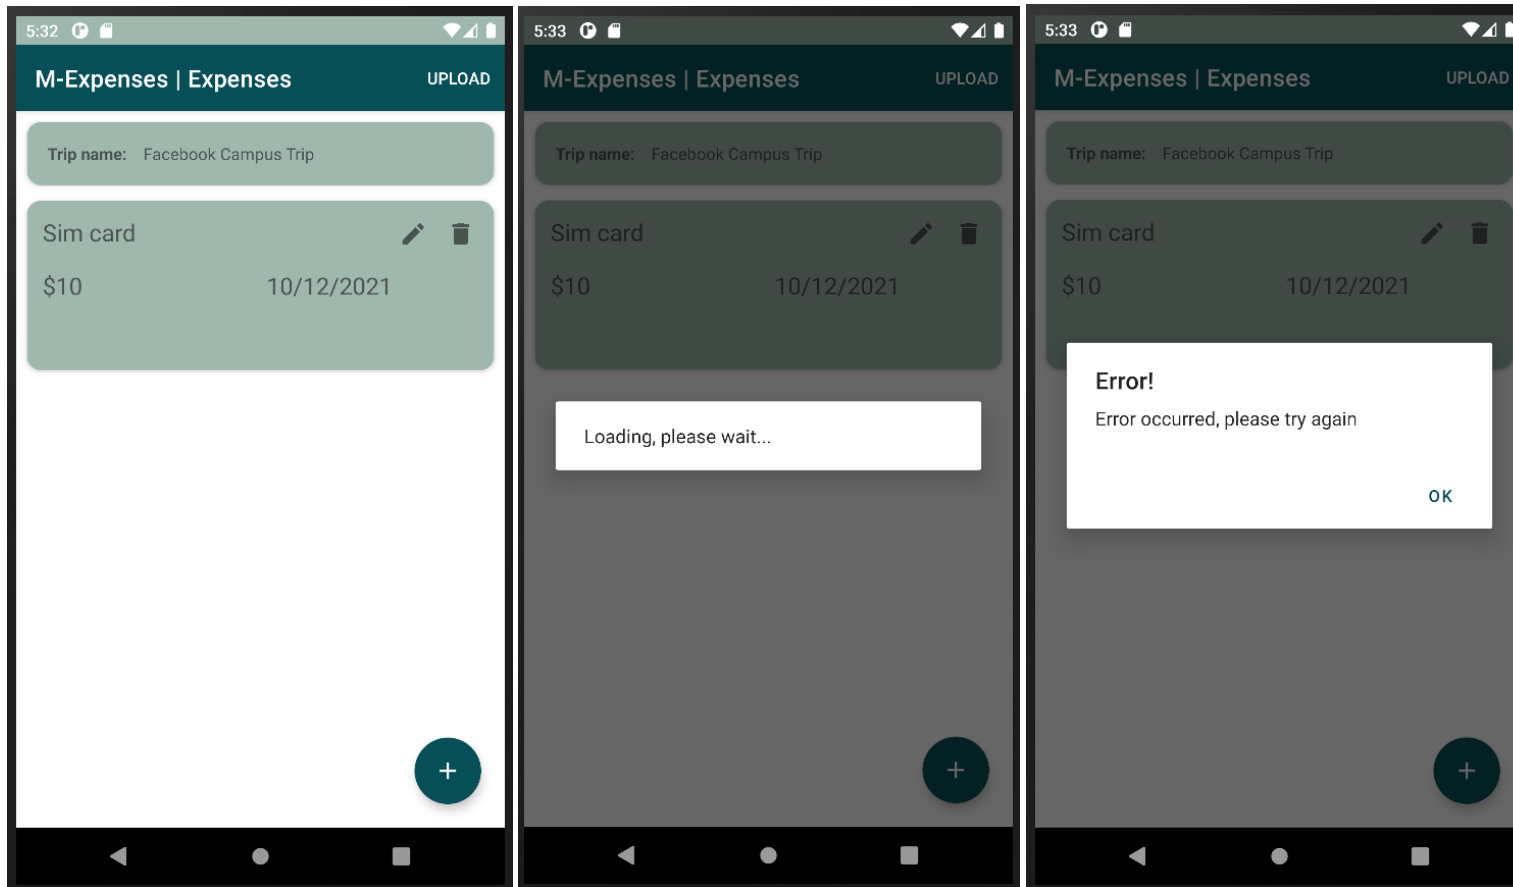 5:32
M-Expenses | Expenses UPLOAD
Trip name: Facebook Campus Trip
Sim card
$10 10/12/2021
+
5:33
M-Expenses | Expenses UPLOAD
Trip name: Facebook Campus Trip
Sim card
$10 10/12/2021
Loading, please wait...
+
5:33
M-Expenses | Expenses UPLOAD
Trip name: Facebook Campus Trip
Sim card
$10 10/12/2021
Error!
Error occurred, please try again
OK
+